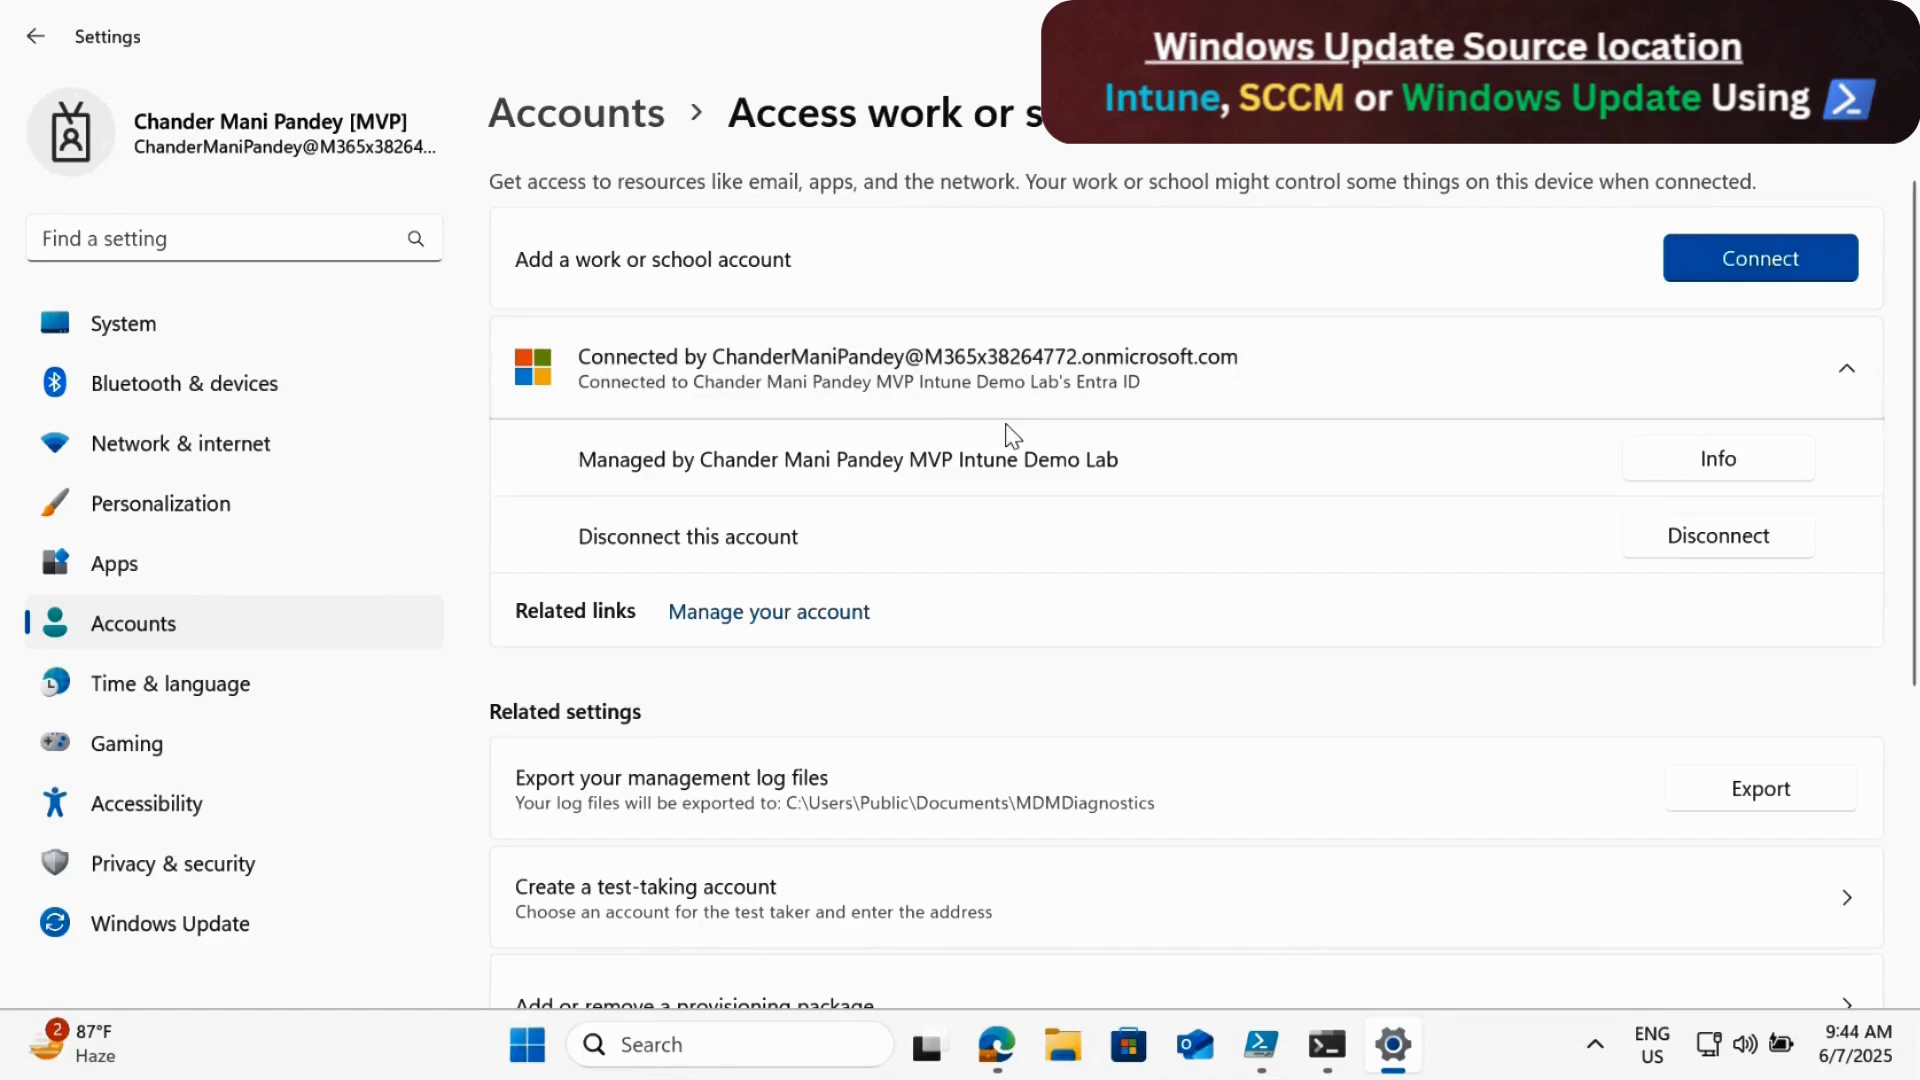 Settings
Windows Update Source location
Intune, SCCM or Windows Update Using
Chander Mani Pandey [MVP]
ChanderManiPandey@M365x38264...
Accounts > Access work or s
Get access to resources like email, apps, and the network. Your work or school might control some things on this device when connected.
Find a setting
Add a work or school account
Connect
System
Bluetooth & devices
Network & internet
Personalization
Apps
Accounts
Time & language
Gaming
Accessibility
Privacy & security
Windows Update
Connected by ChanderManiPandey@M365x38264772.onmicrosoft.com
Connected to Chander Mani Pandey MVP Intune Demo Lab's Entra ID
Managed by Chander Mani Pandey MVP Intune Demo Lab
Info
Disconnect this account
Disconnect
Related links Manage your account
Related settings
Export your management log files
Your log files will be exported to: C:\Users\Public\Documents\MDMDiagnostics
Export
Create a test-taking account
Choose an account for the test taker and enter the address
Add or remove a provisioning package
2
87°F
Haze
Search
ENG
US
9:44 AM
6/7/2025